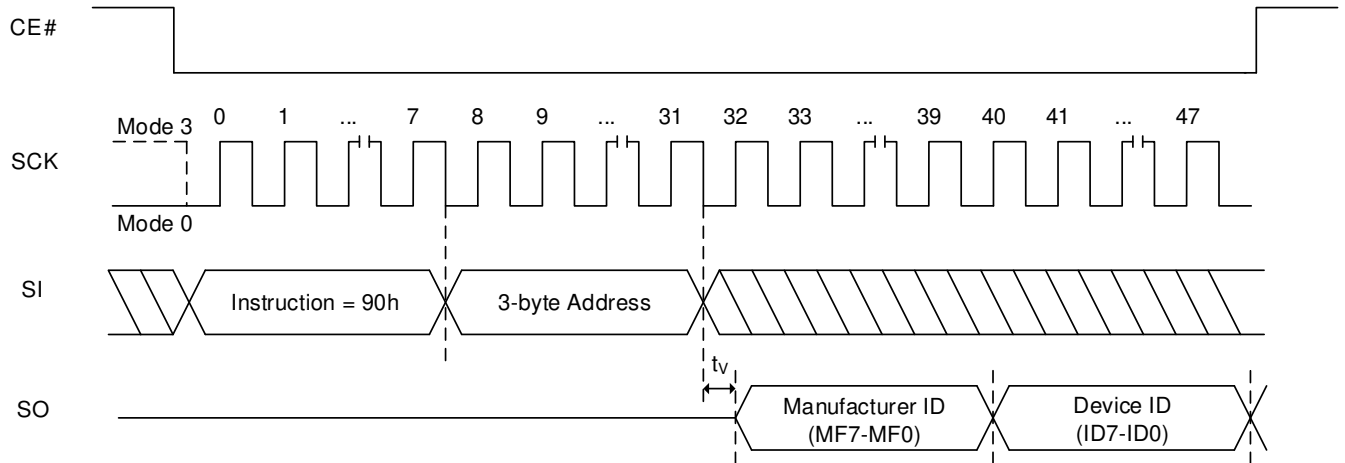 CE#
0 1 ... 7 8 9 ... 31 32 33 ... 39 40 41 ... 47
Mode 3
SCK
Mode 0
SI
Instruction = 90h
3-byte Address
tV
SO
Manufacturer ID
(MF7-MF0)
Device ID
(ID7-ID0)